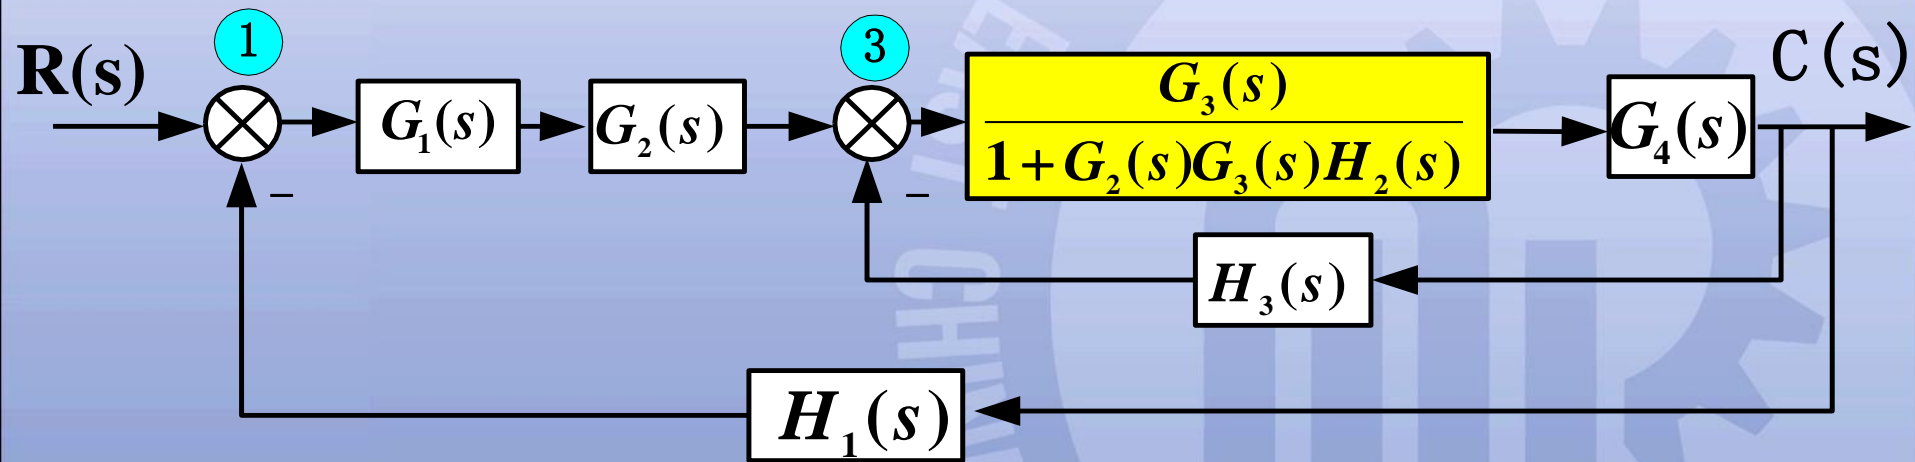 1
3
R(s)
C(s)
G₁(s)
G₂(s)
G₃(s)
1+G₂(s)G₃(s)H₂(s)
G₄(s)
−
−
H₃(s)
H₁(s)